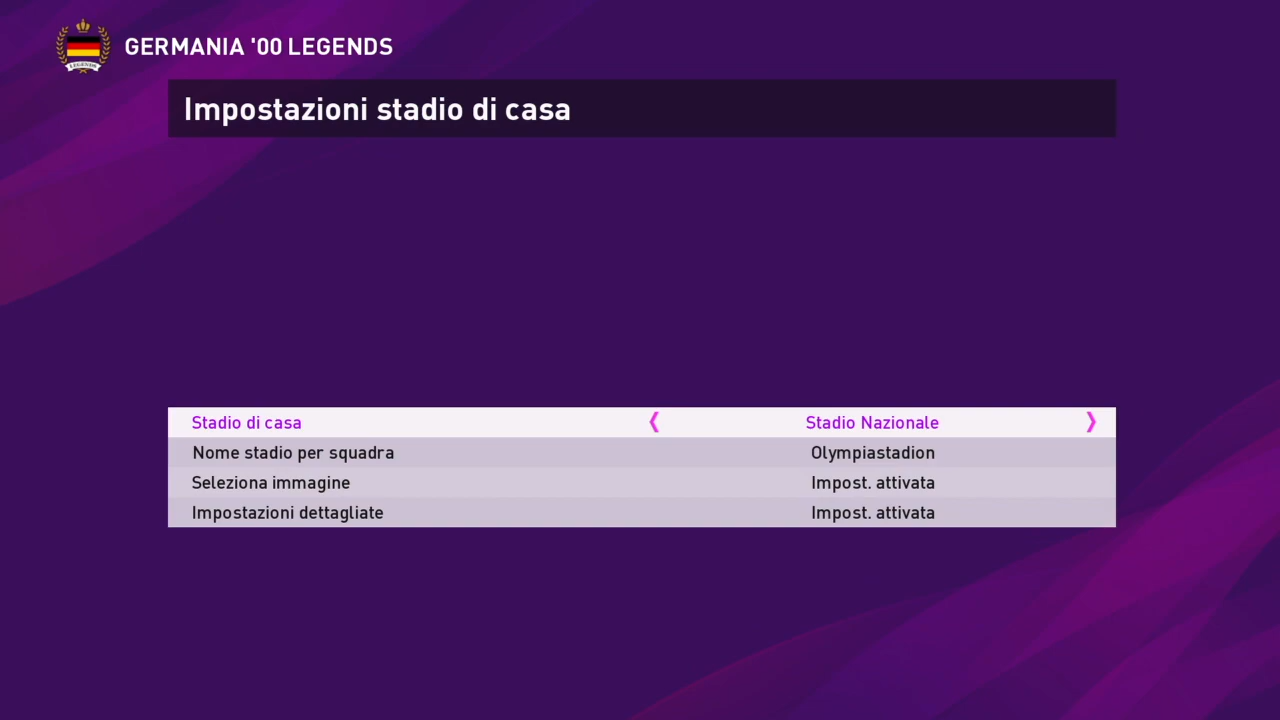 GERMANIA '00 LEGENDS
LEGENDS
Impostazioni stadio di casa
Stadio di casa Stadio Nazionale
Nome stadio per squadra Olympiastadion
Seleziona immagine Impost. attivata
Impostazioni dettagliate Impost. attivata